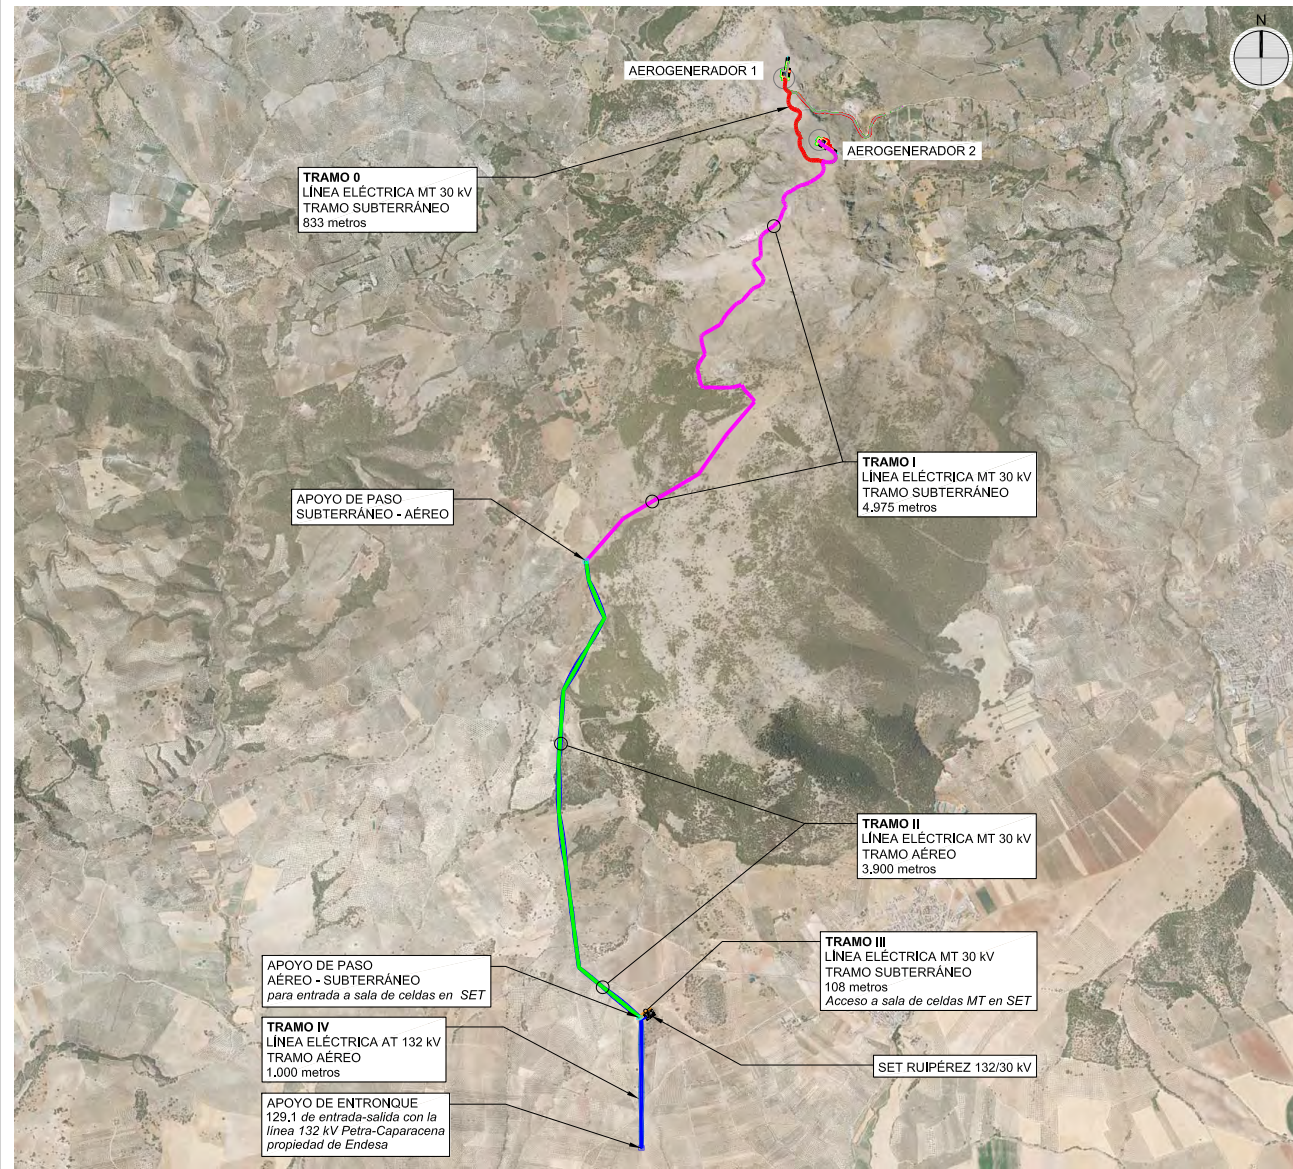 N
AEROGENERADOR 1
AEROGENERADOR 2
TRAMO 0
LÍNEA ELÉCTRICA MT 30 kV
TRAMO SUBTERRÁNEO
833 metros
TRAMO I
LÍNEA ELÉCTRICA MT 30 kV
TRAMO SUBTERRÁNEO
4.975 metros
APOYO DE PASO
SUBTERRÁNEO - AÉREO
TRAMO II
LÍNEA ELÉCTRICA MT 30 kV
TRAMO AÉREO
3.900 metros
TRAMO III
LÍNEA ELÉCTRICA MT 30 kV
TRAMO SUBTERRÁNEO
108 metros
Acceso a sala de celdas MT en SET
APOYO DE PASO
AÉREO - SUBTERRÁNEO
para entrada a sala de celdas en SET
TRAMO IV
LÍNEA ELÉCTRICA AT 132 kV
TRAMO AÉREO
1.000 metros
SET RUIPÉREZ 132/30 kV
APOYO DE ENTRONQUE
129.1 de entrada-salida con la
línea 132 kV Petra-Caparacena
propiedad de Endesa